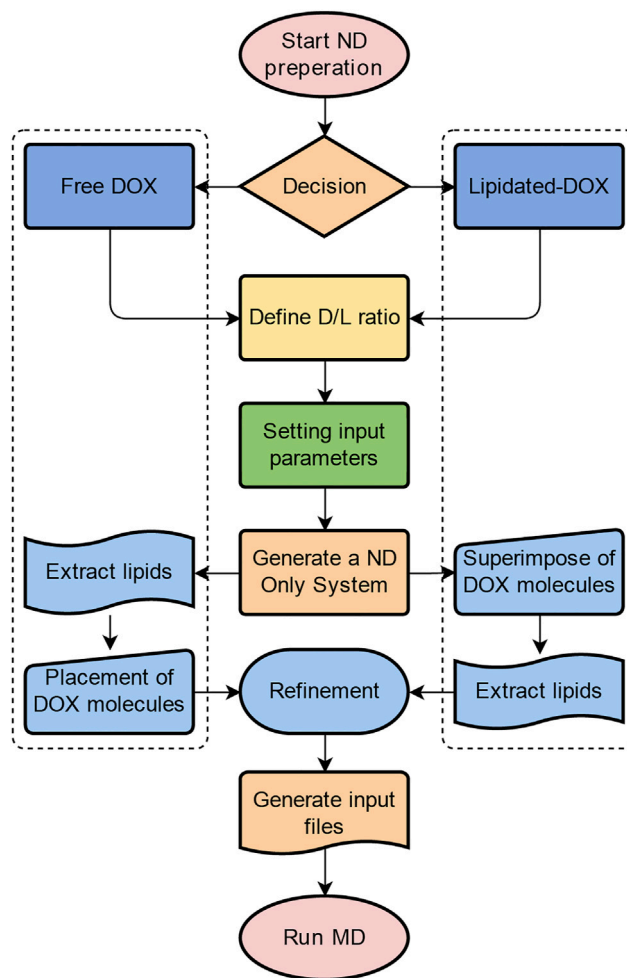 Start ND
preperation
Free DOX
Decision
Lipidated-DOX
Define D/L ratio
Setting input
parameters
Extract lipids
Generate a ND
Only System
Superimpose of
DOX molecules
Placement of
DOX molecules
Refinement
Extract lipids
Generate input
files
Run MD